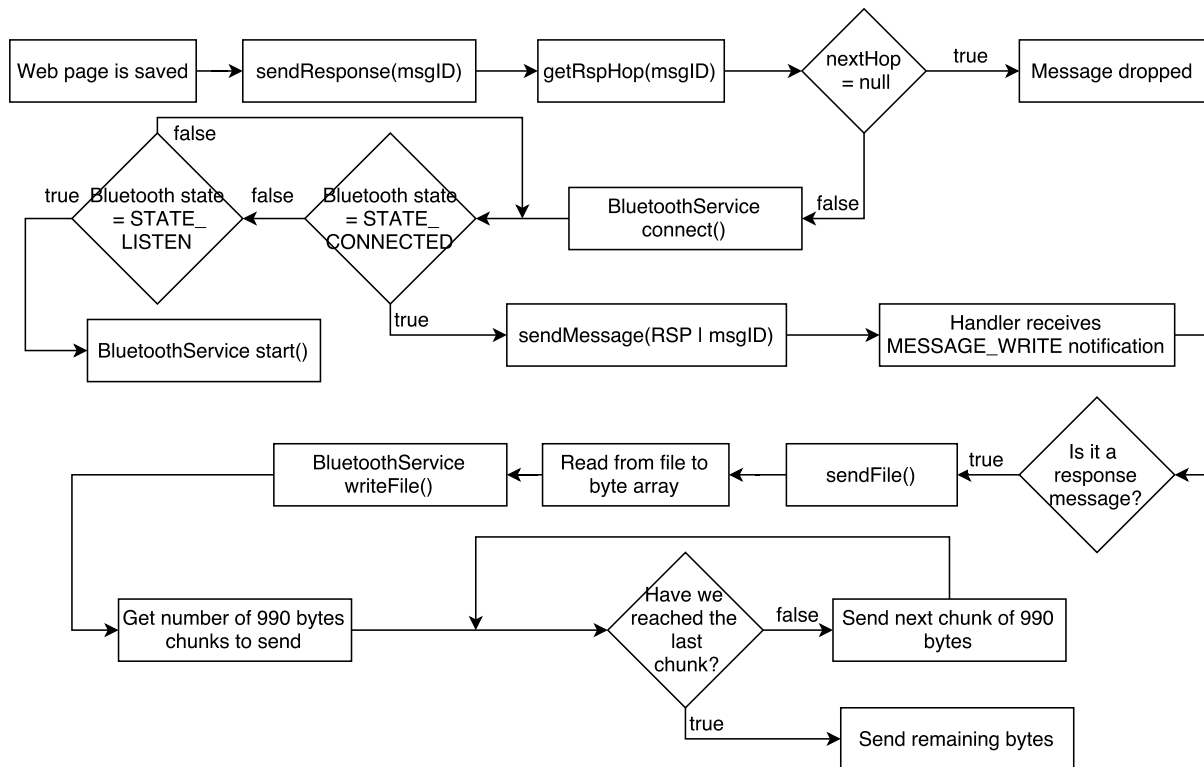 Web page is saved
sendResponse(msgID)
getRspHop(msgID)
nextHop
= null
true
Message dropped
false
true
Bluetooth state
= STATE_
LISTEN
false
Bluetooth state
= STATE_
CONNECTED
BluetoothService
connect()
false
BluetoothService start()
true
sendMessage(RSP | msgID)
Handler receives
MESSAGE_WRITE notification
BluetoothService
writeFile()
Read from file to
byte array
sendFile()
true
Is it a
response
message?
Get number of 990 bytes
chunks to send
Have we
reached the
last
chunk?
false
Send next chunk of 990
bytes
true
Send remaining bytes